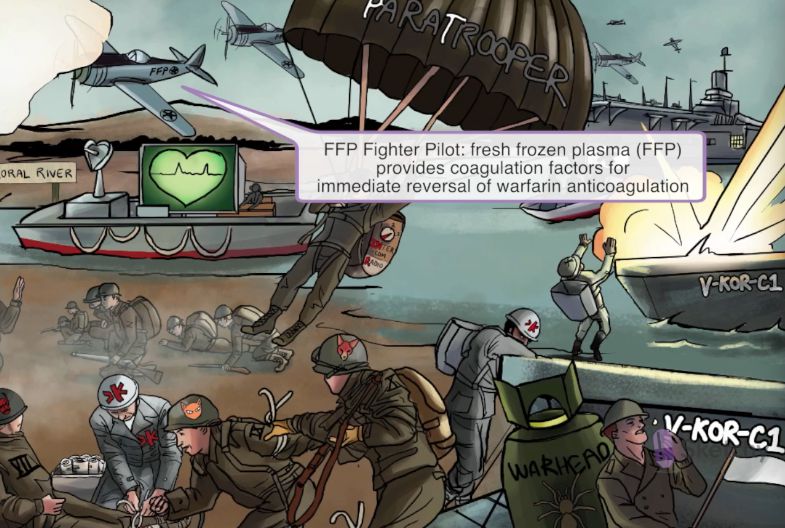 PARATROOPER
FFP
FFP Fighter Pilot: fresh frozen plasma (FFP)
provides coagulation factors for
immediate reversal of warfarin anticoagulation
ORAL RIVER
V-KOR-C1
K
K
VIII
WARHEAD
V-KOR-C1